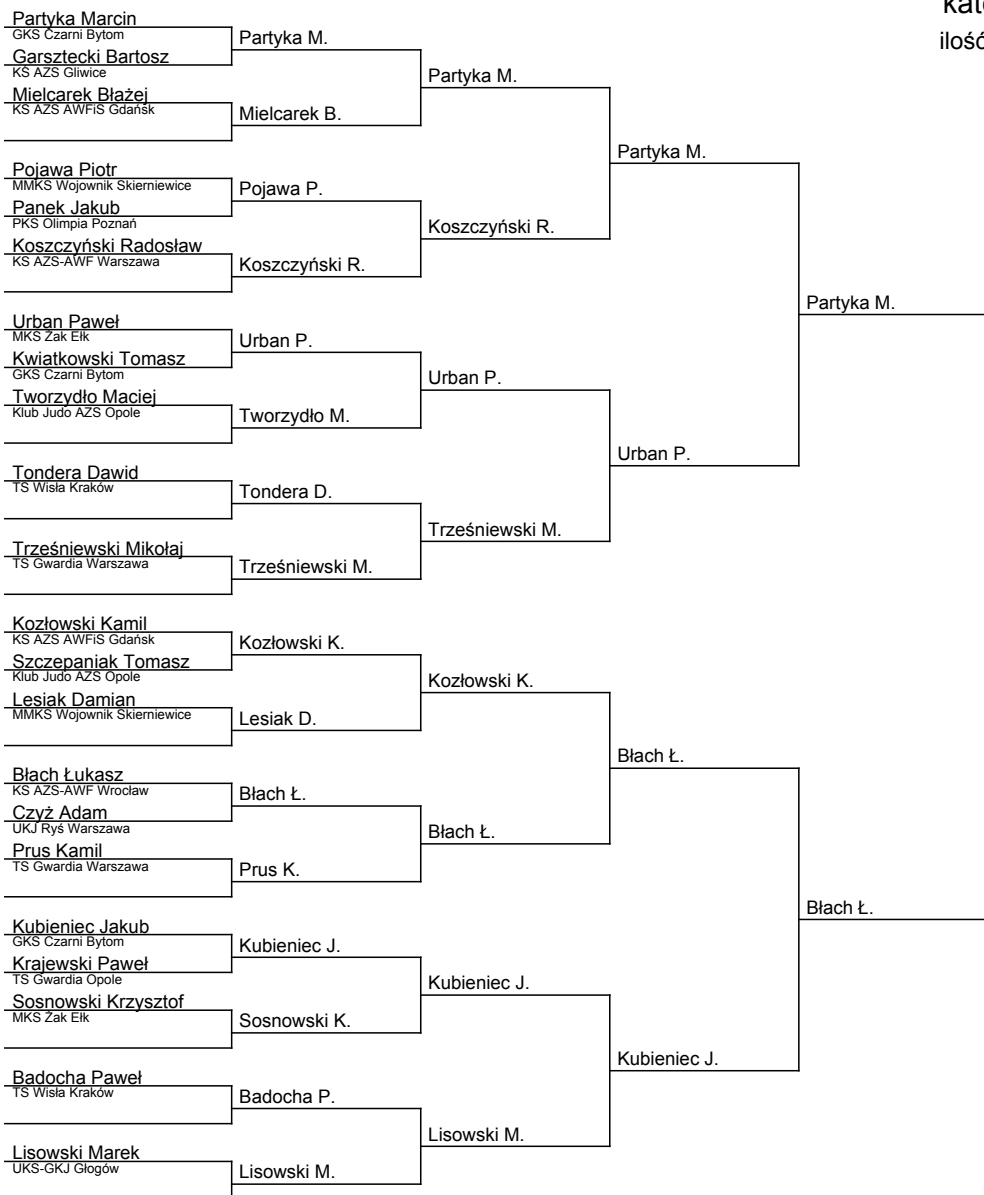 Partyka Marcin
GKS Czarni Bytom
Garsztecki Bartosz
KS AZS Gliwice
Mielcarek Błażej
KS AZS AWFiS Gdańsk
Pojawa Piotr
MMKS Wojownik Skierniewice
Panek Jakub
PKS Olimpia Poznań
Koszczyński Radosław
KS AZS-AWF Warszawa
Urban Paweł
MKS Żak Ełk
Kwiatkowski Tomasz
GKS Czarni Bytom
Tworzydło Maciej
Klub Judo AZS Opole
Tondera Dawid
TS Wisła Kraków
Trześniewski Mikołaj
TS Gwardia Warszawa
Kozłowski Kamil
KS AZS AWFiS Gdańsk
Szczepaniak Tomasz
Klub Judo AZS Opole
Lesiak Damian
MMKS Wojownik Skierniewice
Błach Łukasz
KS AZS-AWF Wrocław
Czyż Adam
UKJ Ryś Warszawa
Prus Kamil
TS Gwardia Warszawa
Kubieniec Jakub
GKS Czarni Bytom
Krajewski Paweł
TS Gwardia Opole
Sosnowski Krzysztof
MKS Żak Ełk
Badocha Paweł
TS Wisła Kraków
Lisowski Marek
UKS-GKJ Głogów
Partyka M.
Mielcarek B.
Pojawa P.
Koszczyński R.
Urban P.
Tworzydło M.
Tondera D.
Trześniewski M.
Kozłowski K.
Lesiak D.
Błach Ł.
Prus K.
Kubieniec J.
Sosnowski K.
Badocha P.
Lisowski M.
Partyka M.
Koszczyński R.
Urban P.
Trześniewski M.
Kozłowski K.
Błach Ł.
Kubieniec J.
Lisowski M.
Partyka M.
Urban P.
Błach Ł.
Kubieniec J.
Partyka M.
Błach Ł.
ilość